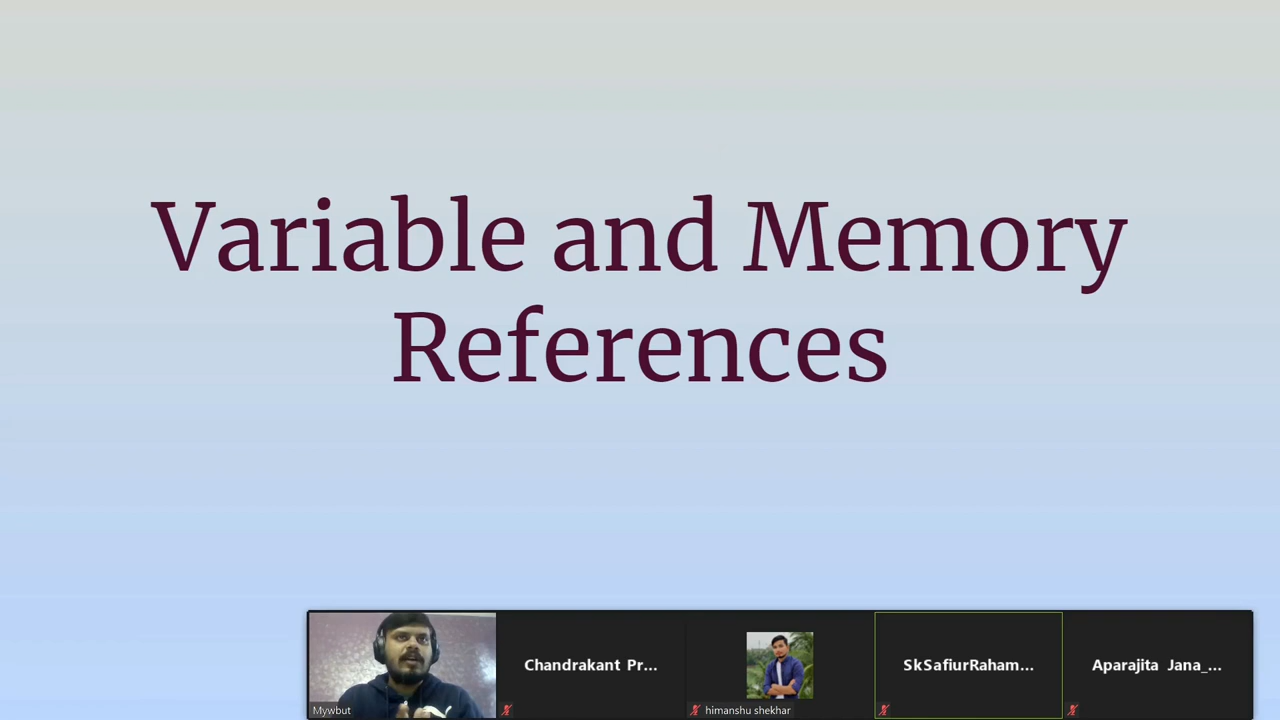 Variable and Memory
References
Mywbut
Chandrakant Pr...
himanshu shekhar
SkSafiurRaham...
Aparajita Jana_...